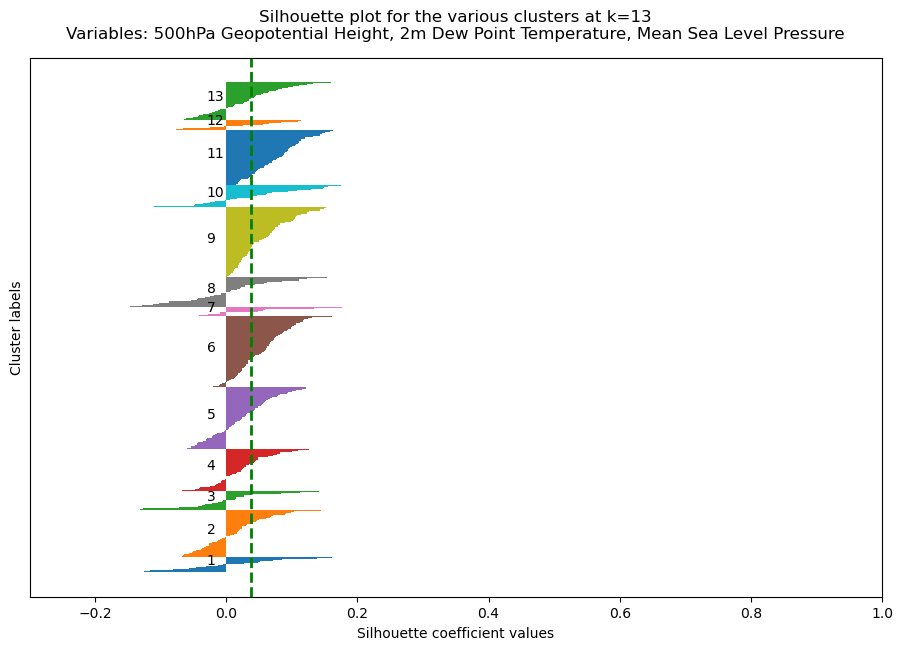 Silhouette plot for the various clusters at k=13
Variables: 500hPa Geopotential Height, 2m Dew Point Temperature, Mean Sea Level Pressure
Cluster labels
13
12
11
10
9
8
7
6
5
4
3
2
1
−0.2 0.0 0.2 0.4 0.6 0.8 1.0
Silhouette coefficient values